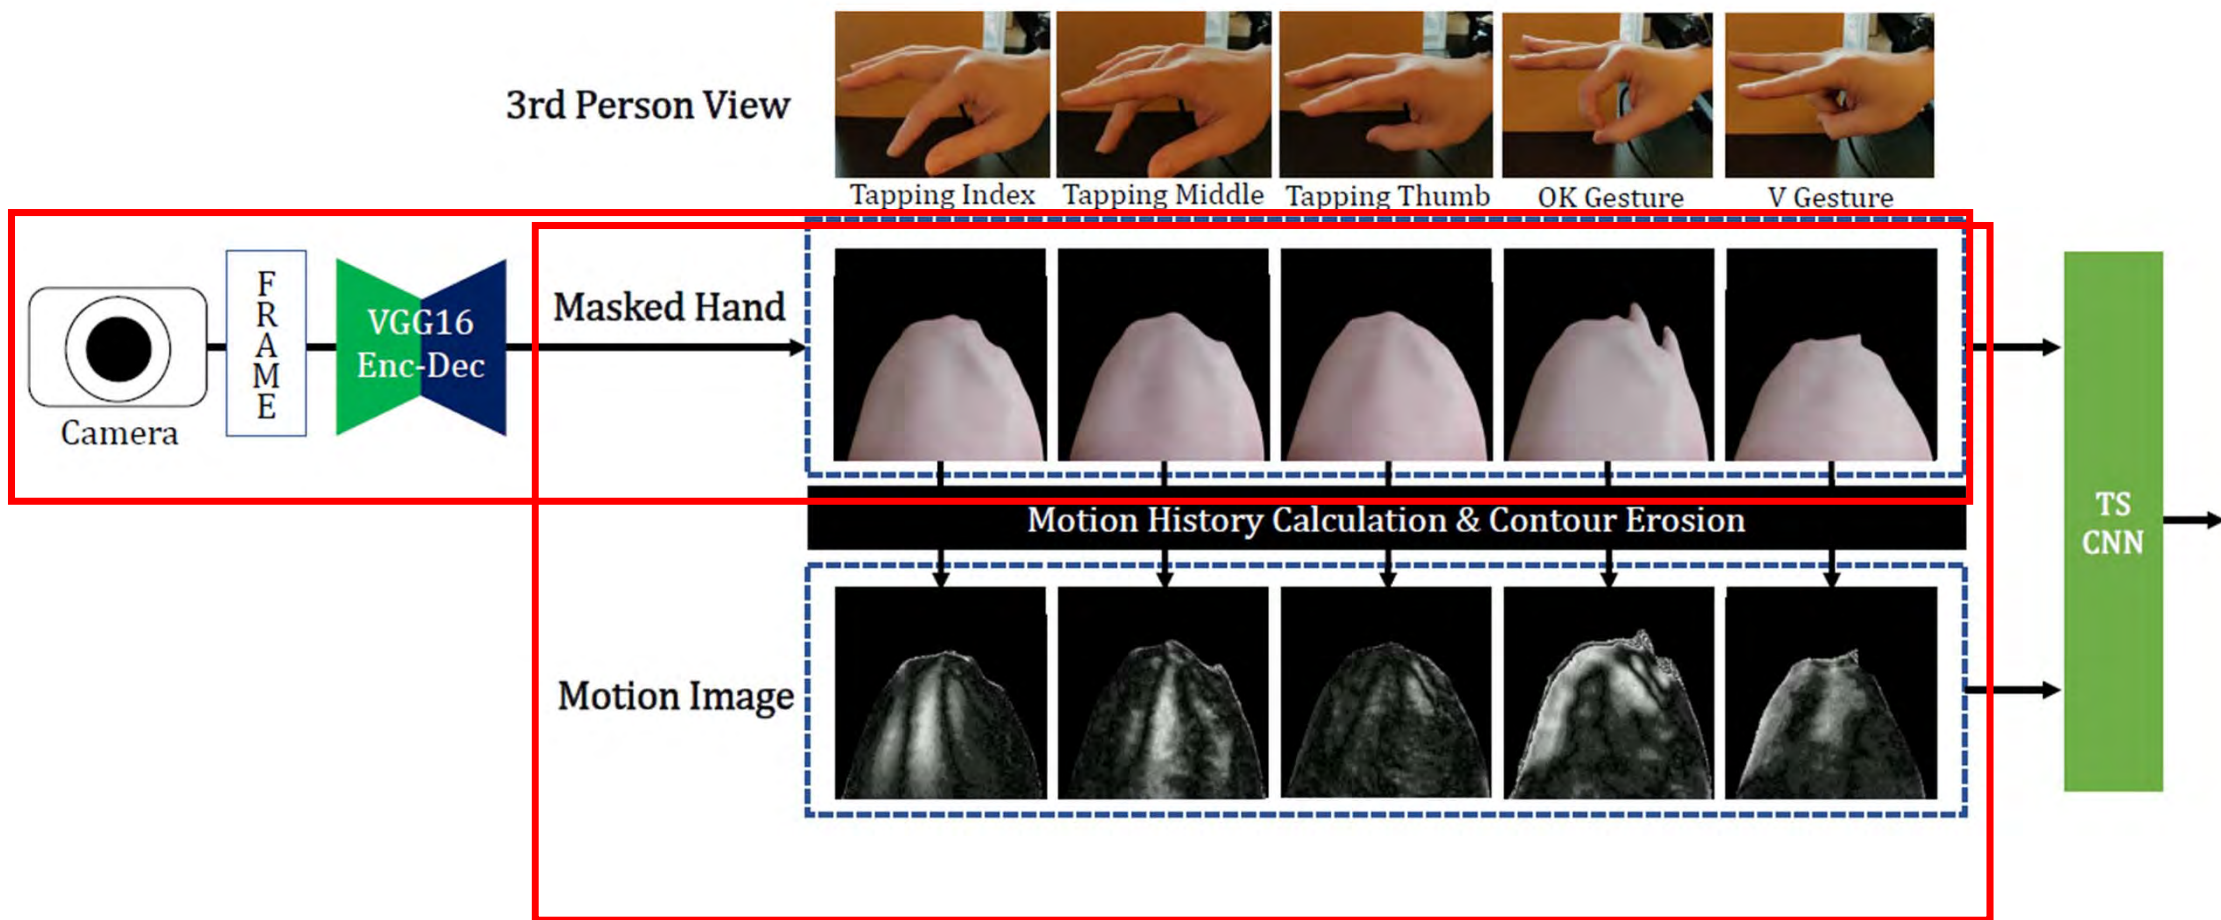 3rd Person View
Tapping Index
Tapping Middle
Tapping Thumb
OK Gesture
V Gesture
Camera
FRAME
VGG16
Enc-Dec
Masked Hand
Motion History Calculation & Contour Erosion
Motion Image
TS
CNN